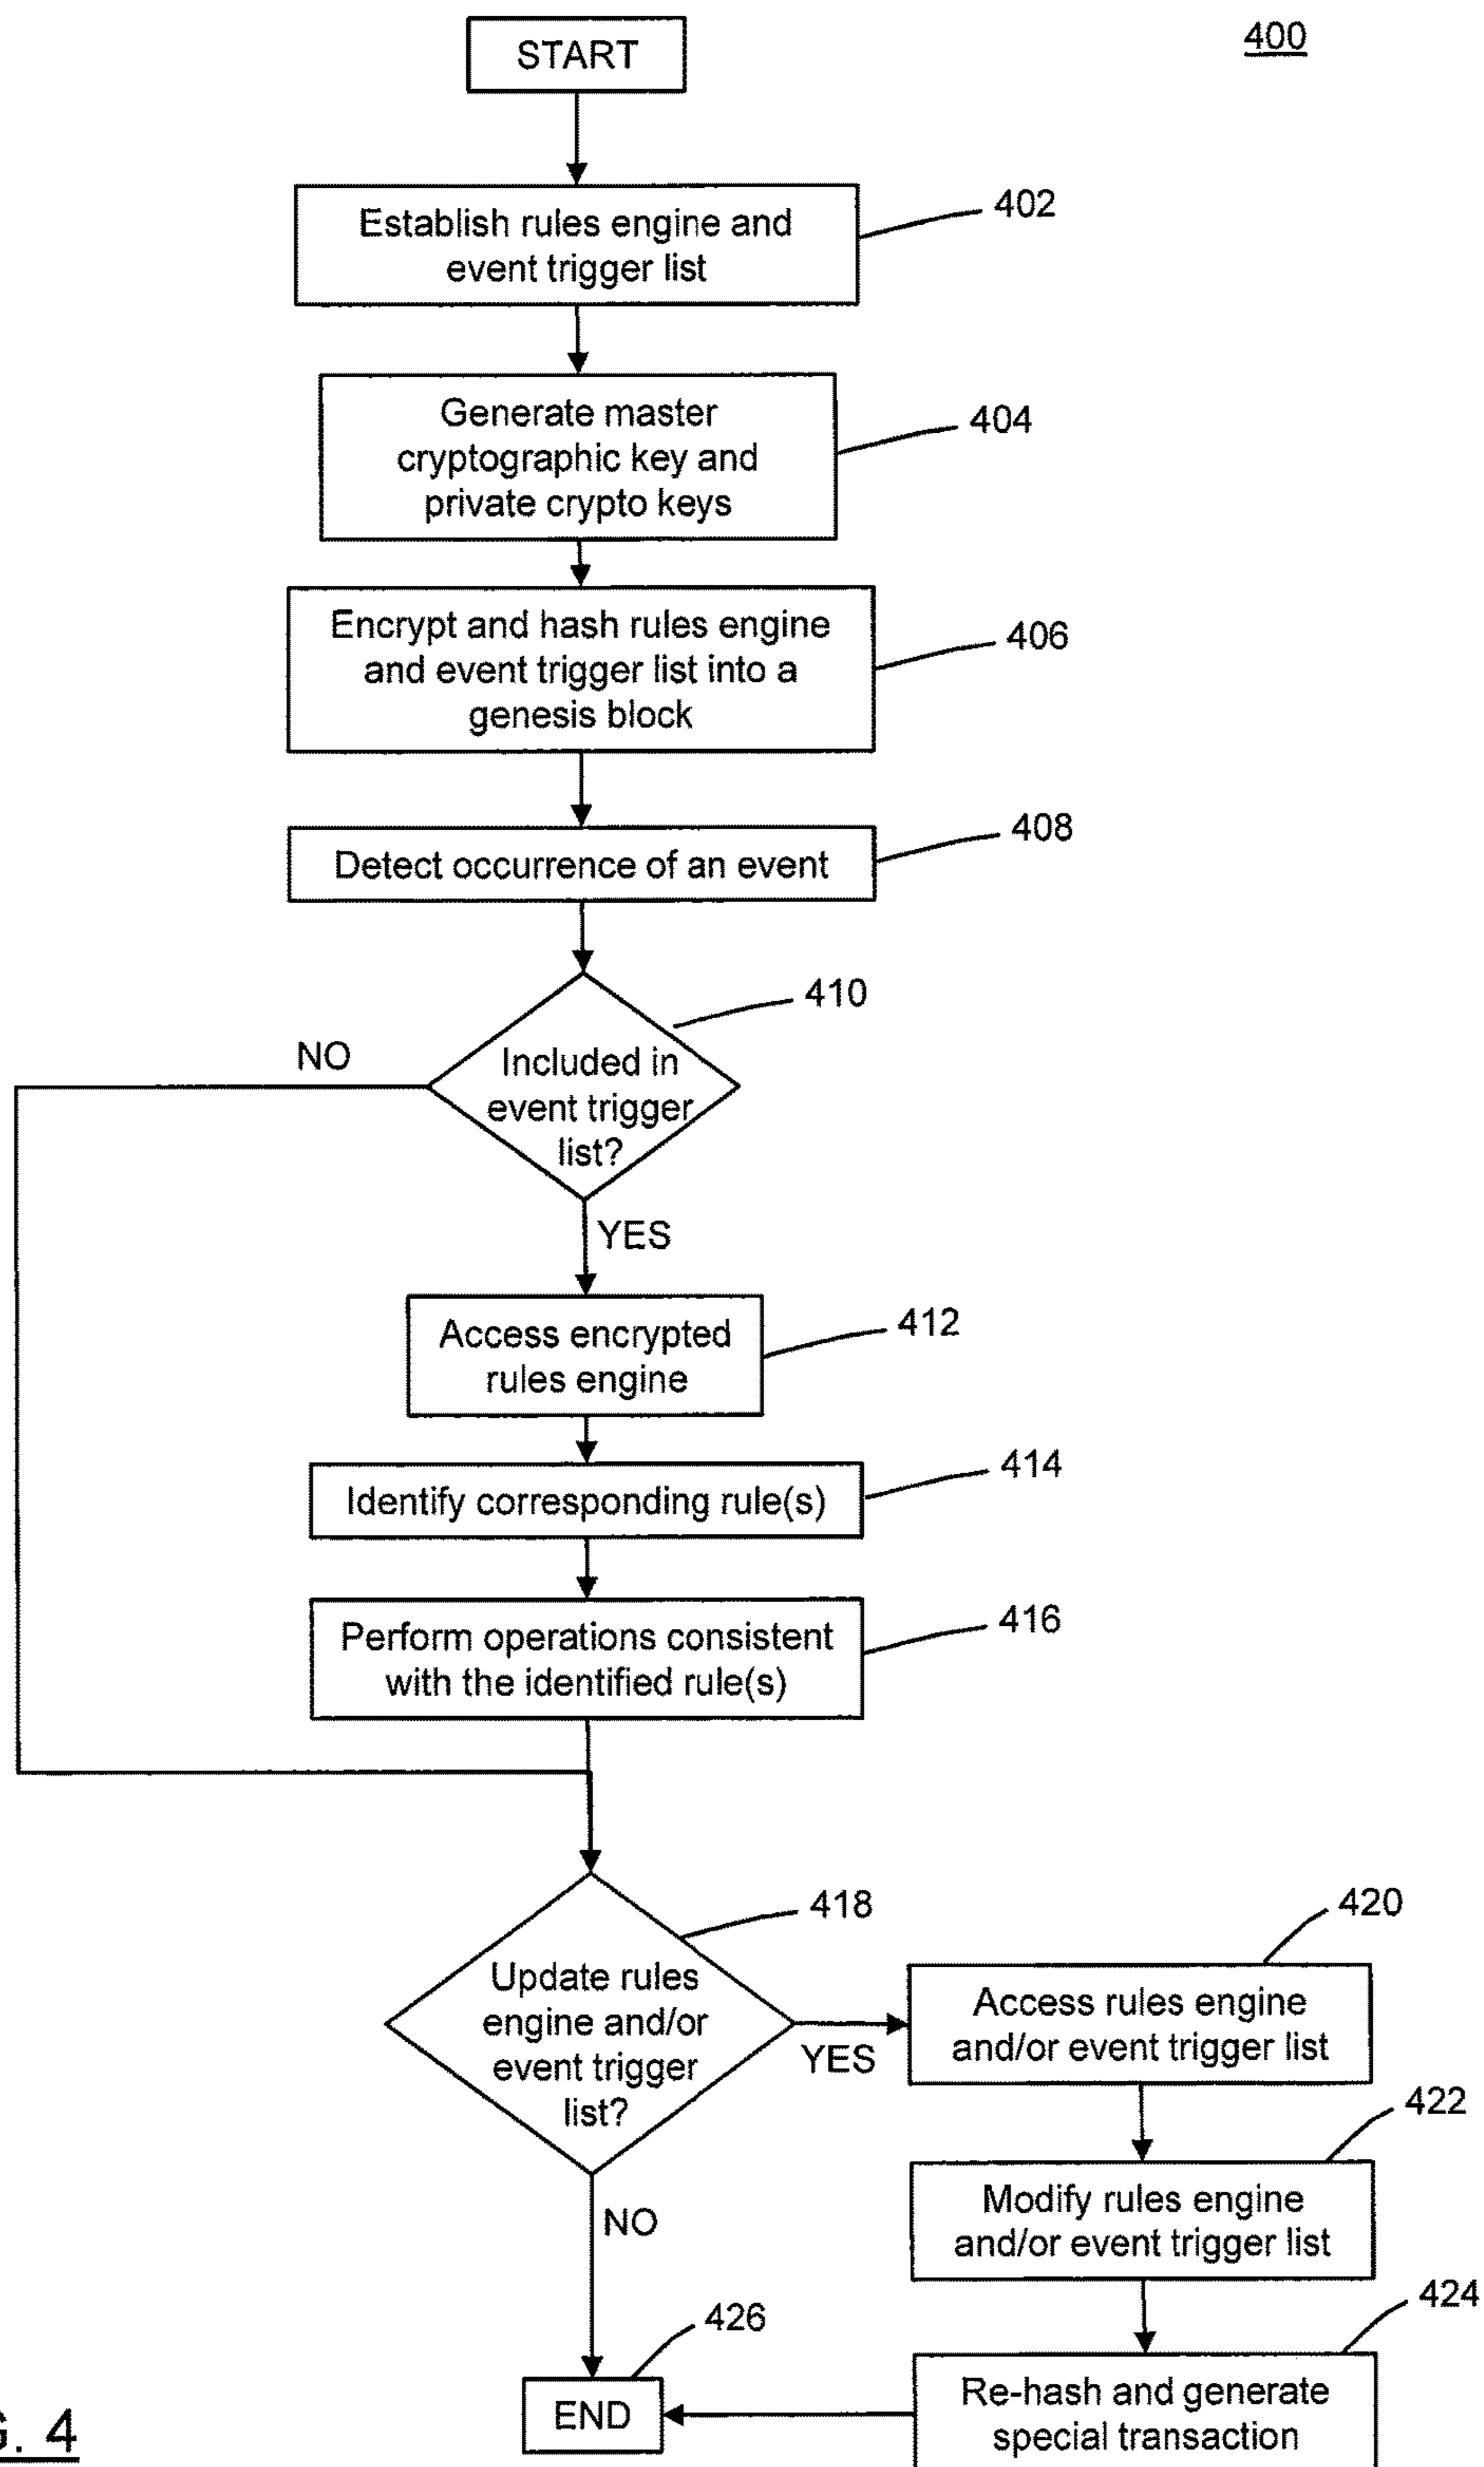 START
400
Establish rules engine and
event trigger list
402
Generate master
cryptographic key and
private crypto keys
404
Encrypt and hash rules engine
and event trigger list into a
genesis block
406
Detect occurrence of an event
408
410
NO
Included in
event trigger
list?
YES
Access encrypted
rules engine
412
Identify corresponding rule(s)
414
Perform operations consistent
with the identified rule(s)
416
418
Update rules
engine and/or
event trigger
list?
YES
420
Access rules engine
and/or event trigger list
422
Modify rules engine
and/or event trigger list
NO
424
Re-hash and generate
special transaction
426
END
G. 4